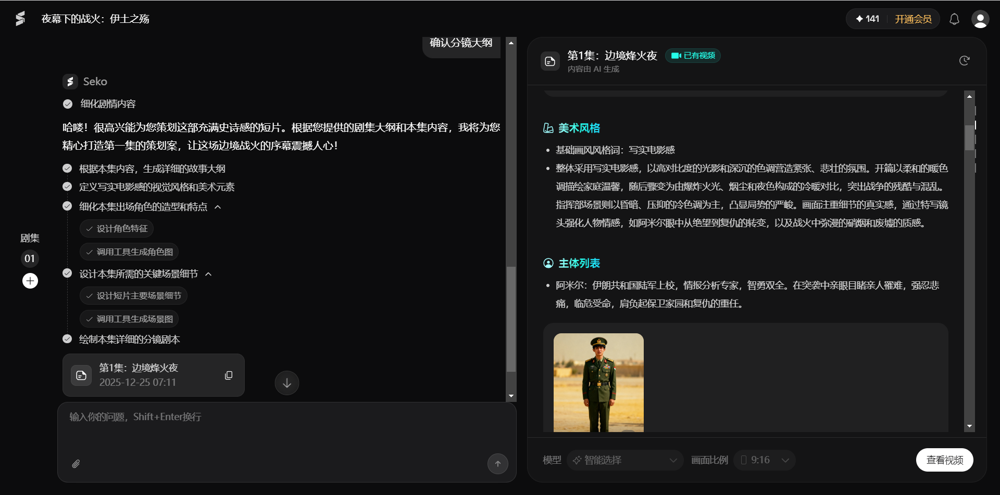 夜幕下的战火：伊土之殇
141
开通会员
确认分镜大纲
Seko
细化剧情内容
哈喽！很高兴能为您策划这部充满史诗感的短片。根据您提供的剧集大纲和本集内容，我将为您
精心打造第一集的策划案，让这场边境战火的序幕震撼人心！
根据本集内容，生成详细的故事大纲
定义写实电影感的视觉风格和美术元素
细化本集出场角色的造型和特点
设计角色特征
调用工具生成角色图
设计本集所需的关键场景细节
设计短片主要场景细节
调用工具生成场景图
绘制本集详细的分镜剧本
剧集
01
第1集：边境烽火夜
2025-12-25 07:11
输入你的问题，Shift+Enter换行
第1集：边境烽火夜
已有视频
内容由 AI 生成
美术风格
• 基础画风风格词：写实电影感
• 整体采用写实电影感，以高对比度的光影和深沉的色调营造紧张、悲壮的氛围。开篇以柔和的暖色
调描绘家庭温馨，随后骤变为由爆炸火光、烟尘和夜色构成的冷暖对比，突出战争的残酷与混乱。
指挥部场景则以昏暗、压抑的冷色调为主，凸显局势的严峻。画面注重细节的真实感，通过特写镜
头强化人物情感，如阿米尔眼中从绝望到复仇的转变，以及战火中弥漫的硝烟和废墟的质感。
主体列表
• 阿米尔：伊朗共和国陆军上校，情报分析专家，智勇双全。在突袭中亲眼目睹亲人罹难，强忍悲
痛，临危受命，肩负起保卫家园和复仇的重任。
模型
智能选择
画面比例
9:16
查看视频